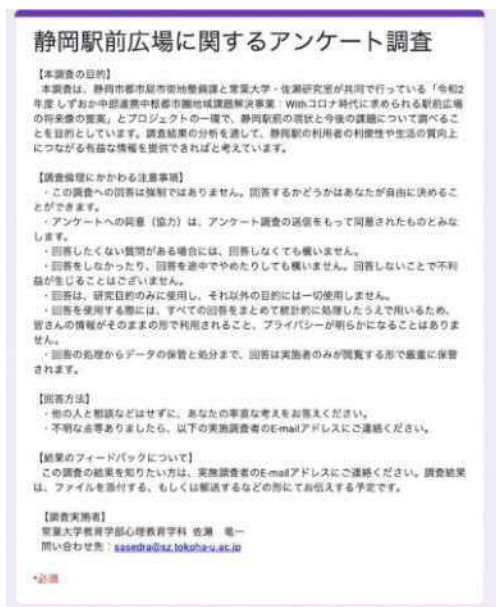 静岡駅前広場に関するアンケート調査
【本調査の目的】
本調査は、静岡市都市局市街地整備課と常葉大学・佐瀬研究室が共同で行っている「令和2
年度 しずおか中部連携中枢都市圏地域課題解決事業:Withコロナ時代に求められる駅前広場
の将来像の提案」とプロジェクトの一環で、静岡駅前の現状と今後の課題について調べるこ
とを目的としています。調査結果の分析を通して、静岡駅の利用者の利便性や生活の質向上
につながる有益な情報を提供できればと考えています。
【調査倫理にかかわる注意事項】
・この調査への回答は強制ではありません。回答するかどうかはあなたが自由に決めるこ
とができます。
・アンケートへの同意(協力)は、アンケート調査の送信をもって同意されたものとみな
します。
・回答したくない質問がある場合には、回答しなくても構いません。
・回答をしなかったり、回答を途中でやめたりしても構いません。回答しないことで不利
益が生じることはございません。
・回答は、研究目的のみに使用し、それ以外の目的には一切使用しません。
・回答を使用する際には、すべての回答をまとめて統計的に処理したうえで用いるため、
皆さんの情報がそのままの形で利用されること、プライバシーが明らかになることはありま
せん。
・回答の処理からデータの保管と処分まで、回答は実施者のみが閲覧する形で厳重に保管
されます。
【回答方法】
・他の人と相談などはせずに、あなたの率直な考えをお答えください。
・不明な点等ありましたら、以下の実施調査者のE-mailアドレスにご連絡ください。
【結果のフィードバックについて】
この調査の結果を知りたい方は、実施調査者のE-mailアドレスにご連絡ください。調査結果
は、ファイルを添付する、もしくは郵送するなどの形にてお伝えする予定です。
【調査実施者】
常葉大学教育学部心理教育学科 佐瀬 竜一
問い合わせ先:sasedra@sz.tokoha-u.ac.jp
*必須